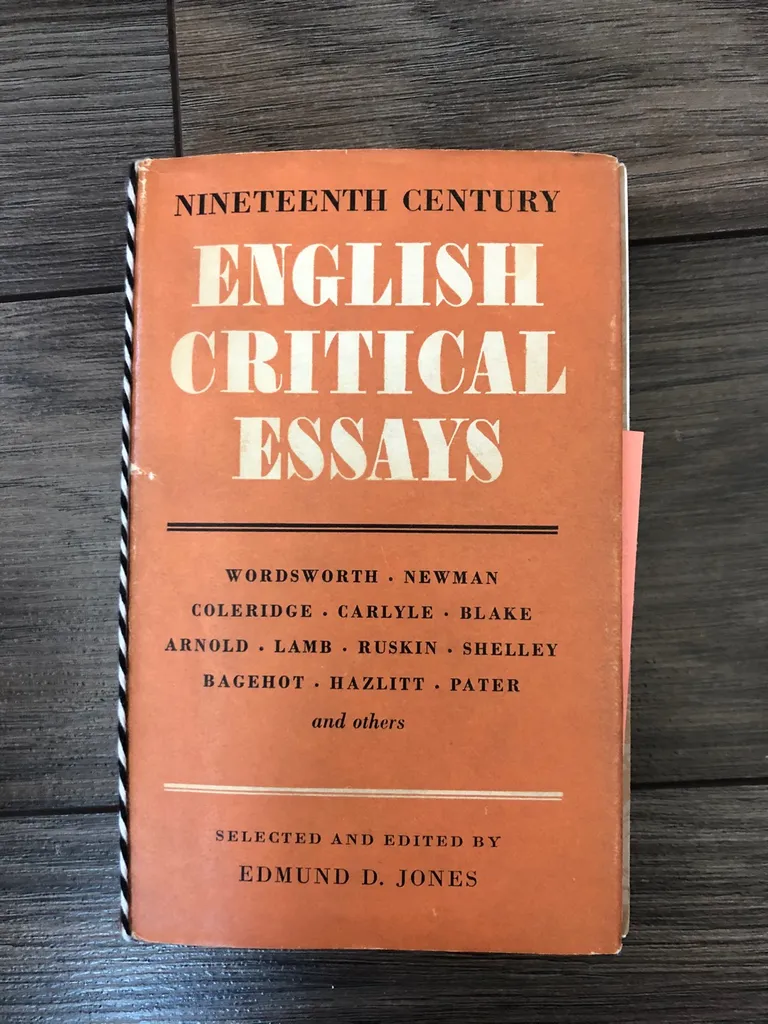 NINETEENTH CENTURY
ENGLISH
CRITICAL
ESSAYS
WORDSWORTH · NEWMAN
COLERIDGE · CARLYLE · BLAKE
ARNOLD · LAMB · RUSKIN · SHELLEY
BAGEHOT · HAZLITT · PATER
and others
SELECTED AND EDITED BY
EDMUND D. JONES